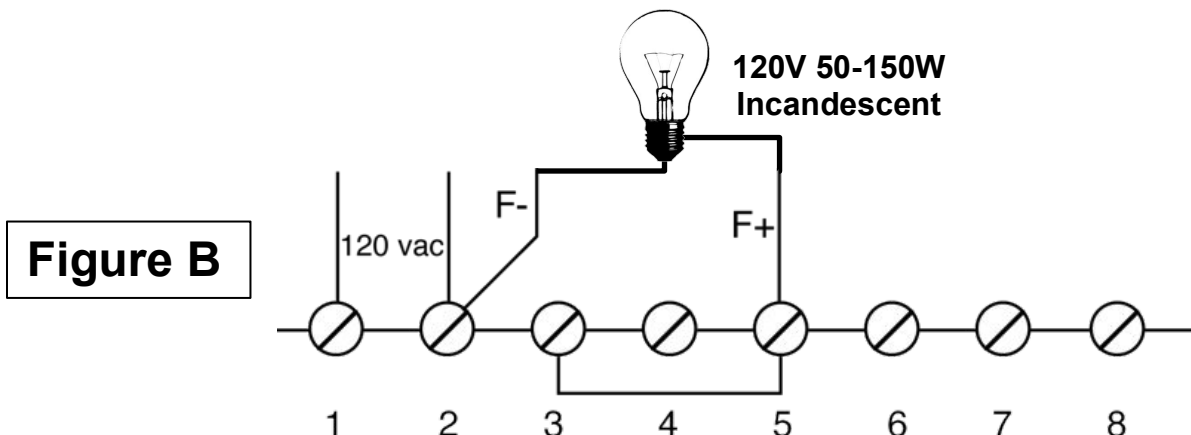 120V 50-150W
Incandescent
F-
F+
120 vac
Figure B
1 2 3 4 5 6 7 8